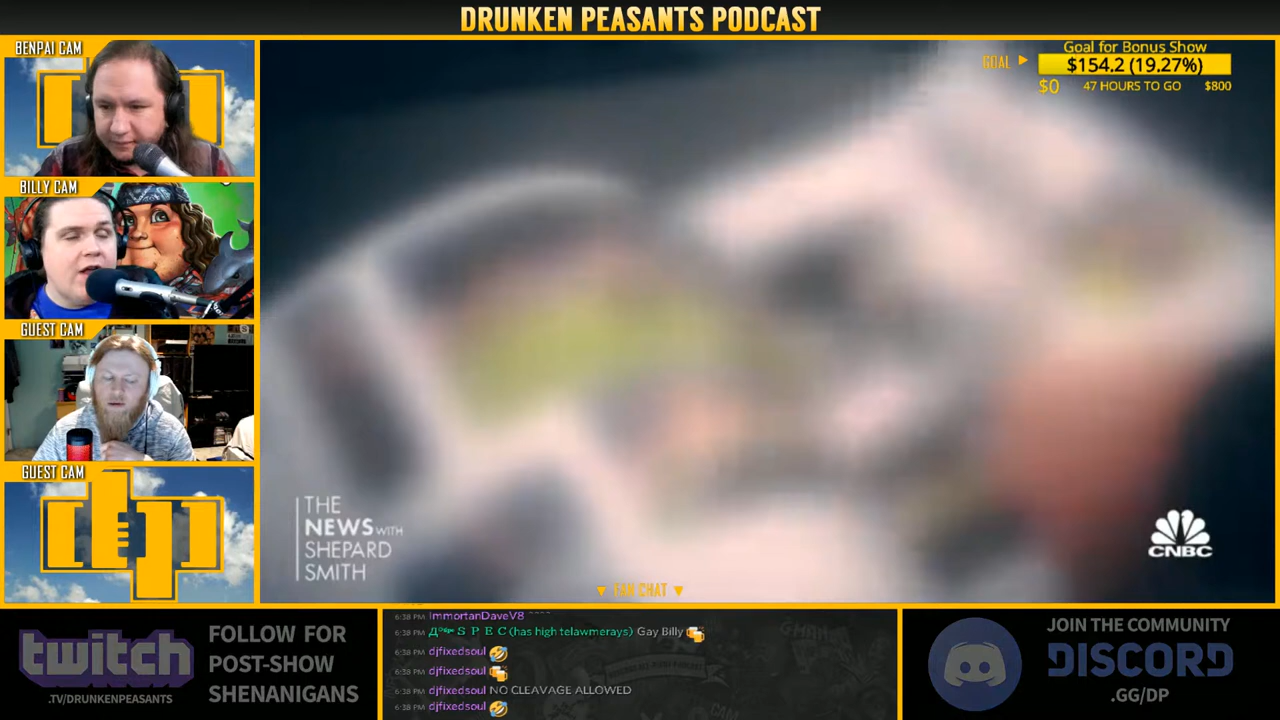 DRUNKEN PEASANTS PODCAST
BENPAI CAM
BILLY CAM
GUEST CAM
GUEST CAM
Goal for Bonus Show
GOAL
$154.2 (19.27%)
$0 47 HOURS TO GO $800
THE
NEWS WITH
SHEPARD
SMITH
CNBC
FAN CHAT
6:38 PM ImmortanDaveV8 ^^^^
6:38 PM S P E C (has high telawmerays) Gay Billy
6:38 PM djfixedsoul
6:38 PM djfixedsoul
6:38 PM djfixedsoul NO CLEAVAGE ALLOWED
6:38 PM djfixedsoul
twitch
.TV/DRUNKENPEASANTS
FOLLOW FOR
POST-SHOW
SHENANIGANS
JOIN THE COMMUNITY
DISCORD
.GG/DP